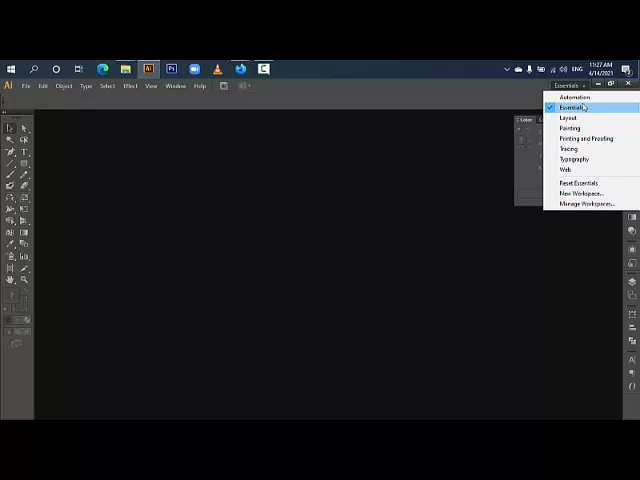 ENG
11:27 AM
4/14/2021
Ai
File Edit Object Type Select Effect View Window Help
Essentials
Automation
Essentials
Layout
Painting
Printing and Proofing
Tracing
Typography
Web
Reset Essentials
New Workspace...
Manage Workspaces...
Color